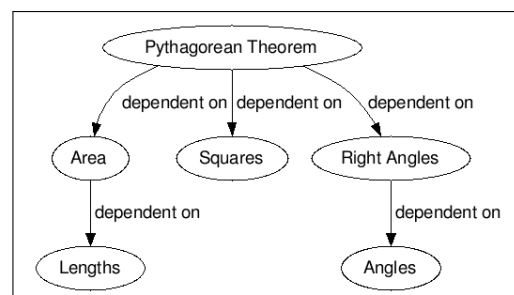 Pythagorean Theorem
dependent on dependent on dependent on
Area Squares Right Angles
dependent on dependent on
Lengths Angles